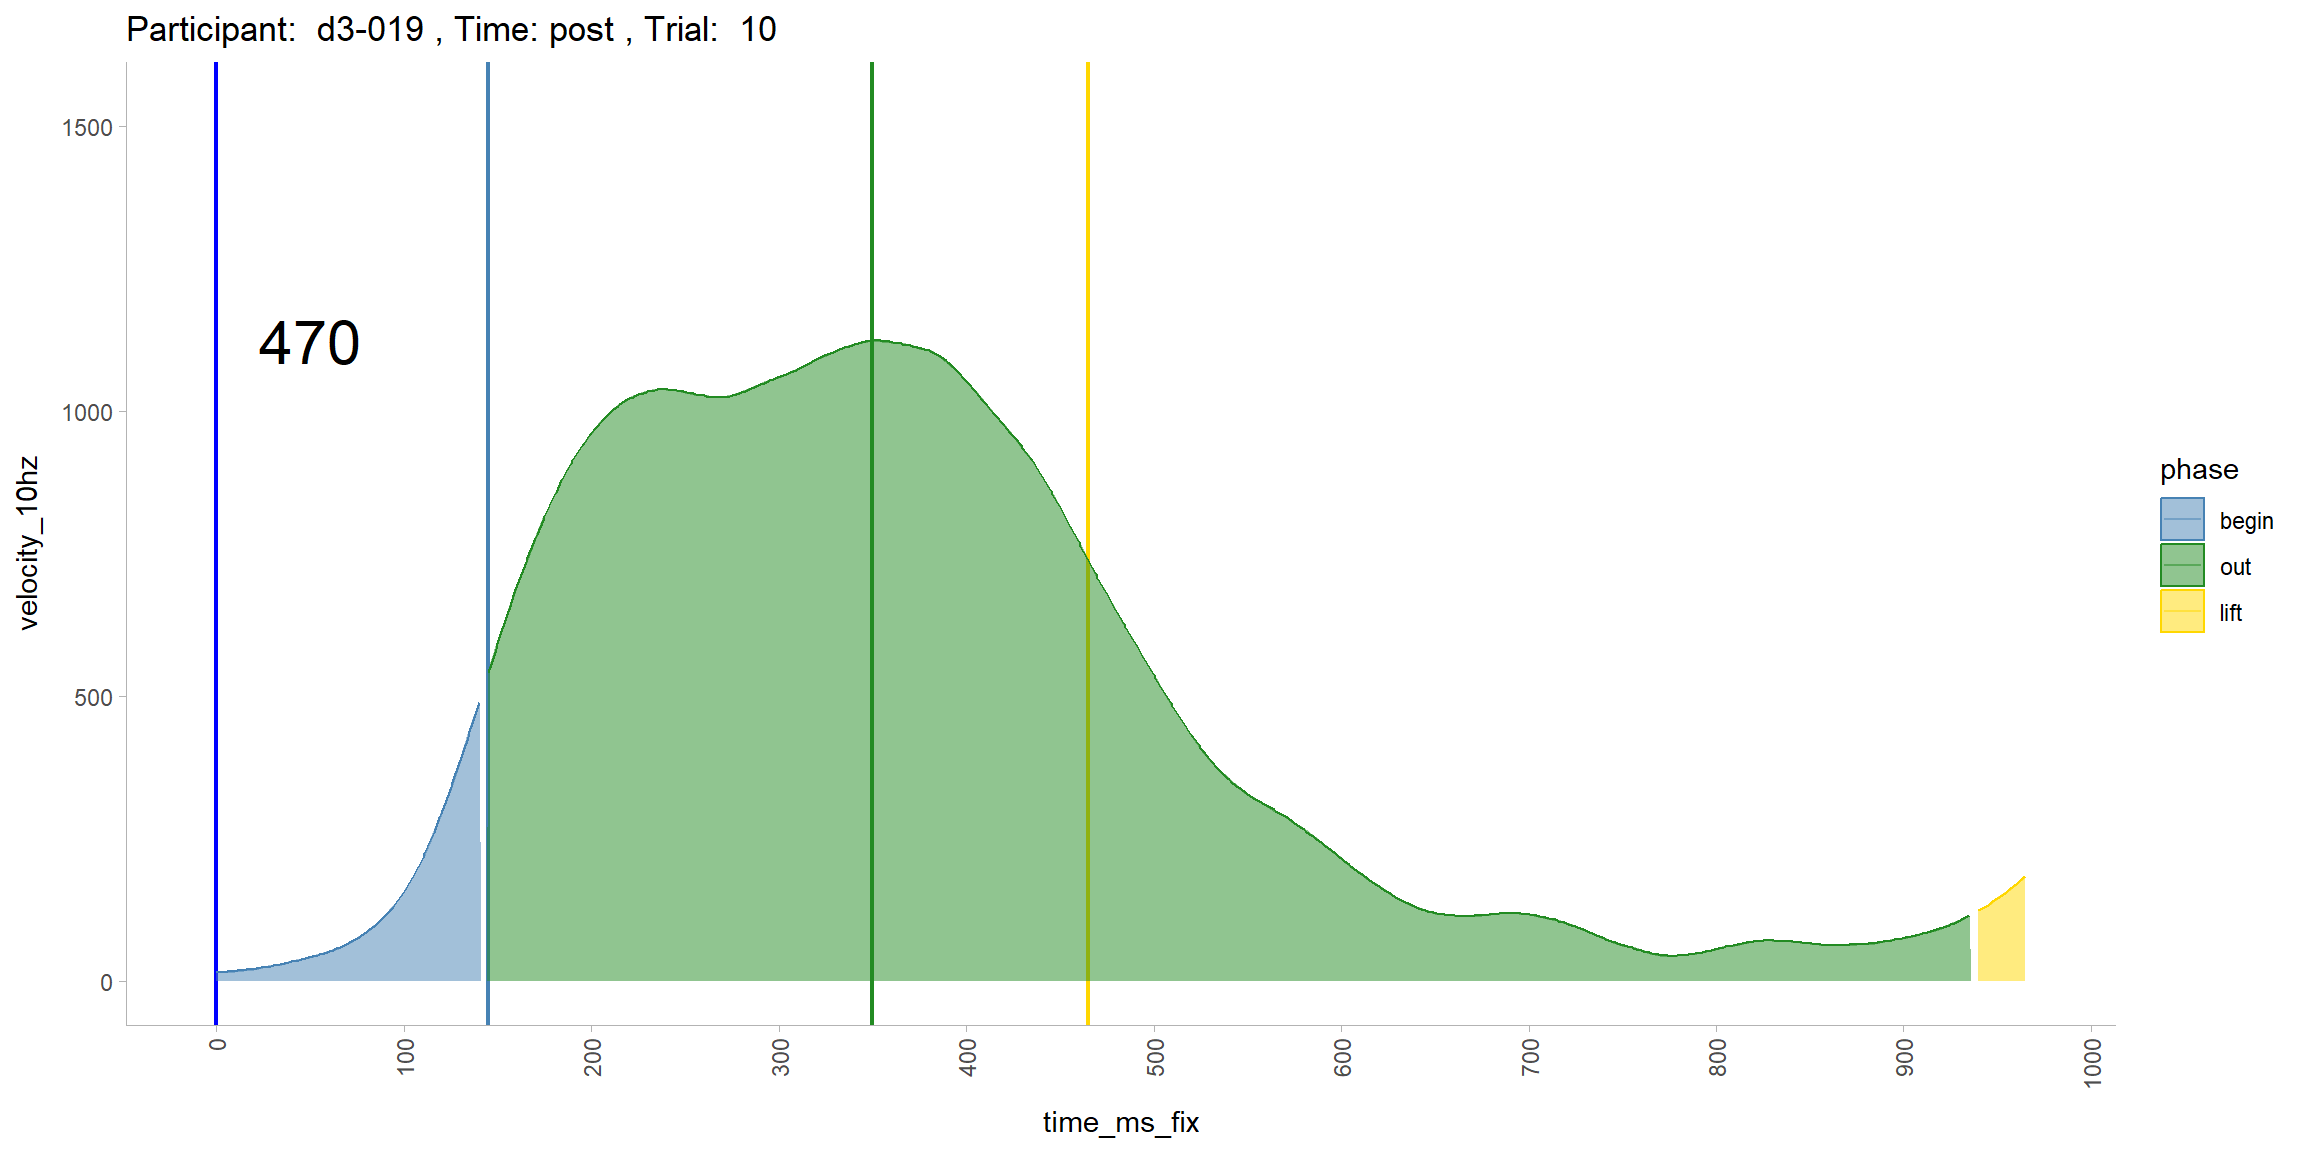 Participant:  d3-019 , Time: post , Trial:  10
1500
1000
500
0
velocity_10hz
470
0
100
200
300
400
500
600
700
800
900
1000
time_ms_fix
phase
begin
out
lift